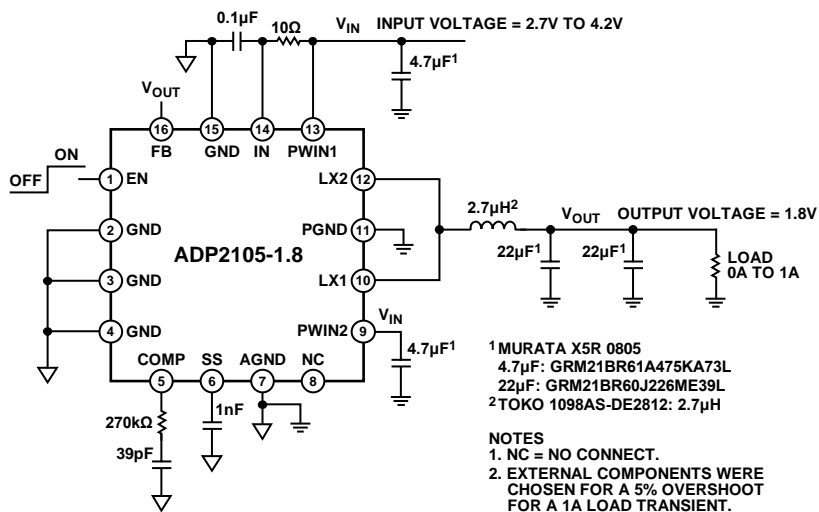 0.1µF
10Ω
V_IN
INPUT VOLTAGE = 2.7V TO 4.2V
4.7µF¹
V_OUT
16 15 14 13
FB GND IN PWIN1
ON
OFF
1 EN
2 GND
3 GND
4 GND
ADP2105-1.8
LX2 12
PGND 11
LX1 10
PWIN2 9
V_IN
4.7µF¹
2.7µH²
V_OUT
OUTPUT VOLTAGE = 1.8V
22µF¹
22µF¹
LOAD
0A TO 1A
COMP SS AGND NC
5 6 7 8
270kΩ
1nF
39pF
¹ MURATA X5R 0805
4.7µF: GRM21BR61A475KA73L
22µF: GRM21BR60J226ME39L
² TOKO 1098AS-DE2812: 2.7µH
NOTES
1. NC = NO CONNECT.
2. EXTERNAL COMPONENTS WERE
CHOSEN FOR A 5% OVERSHOOT
FOR A 1A LOAD TRANSIENT.